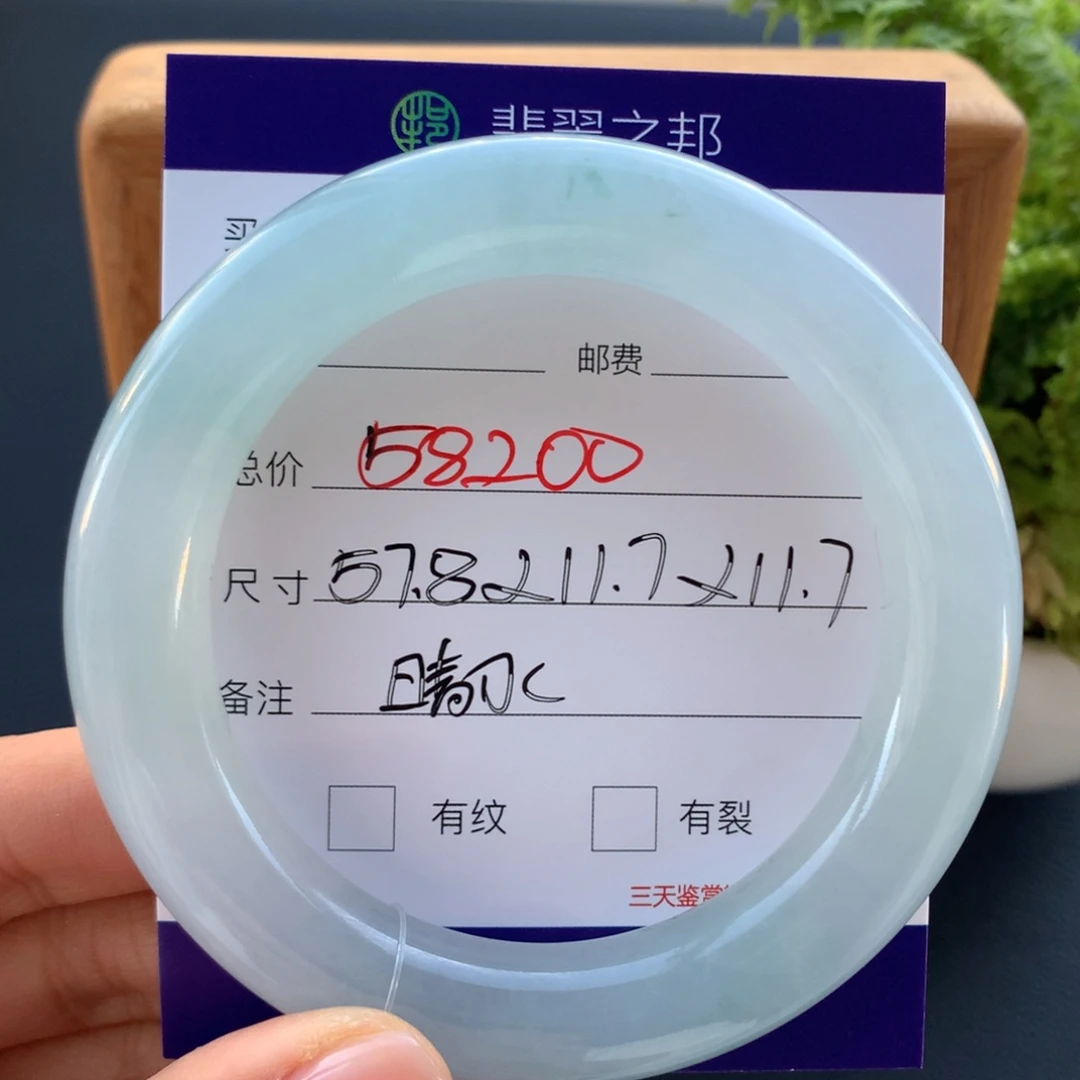 翡翠之邦
邮费
总价 58200
尺寸 57.8x11.7x11.7
备注 晴水
有纹 有裂
三天鉴赏